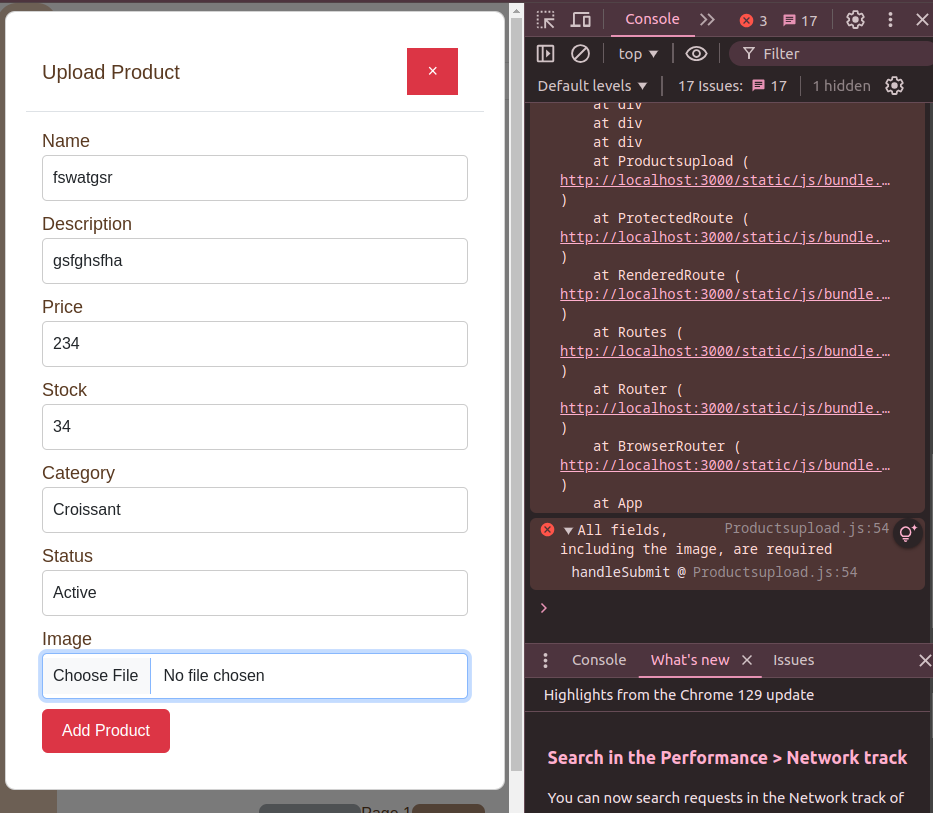 Upload Product
×
Name
fswatgsr
Description
gsfghsfha
Price
234
Stock
34
Category
Croissant
Status
Active
Image
Choose File No file chosen
Add Product
Page 1
Console 3 17
top Filter
Default levels 17 Issues: 17 1 hidden
at div
at div
at div
at Productsupload (
http://localhost:3000/static/js/bundle.…
)
at ProtectedRoute (
http://localhost:3000/static/js/bundle.…
)
at RenderedRoute (
http://localhost:3000/static/js/bundle.…
)
at Routes (
http://localhost:3000/static/js/bundle.…
)
at Router (
http://localhost:3000/static/js/bundle.…
)
at BrowserRouter (
http://localhost:3000/static/js/bundle.…
)
at App
All fields, Productsupload.js:54
including the image, are required
handleSubmit @ Productsupload.js:54
Console What's new Issues
Highlights from the Chrome 129 update
Search in the Performance > Network track
You can now search requests in the Network track of